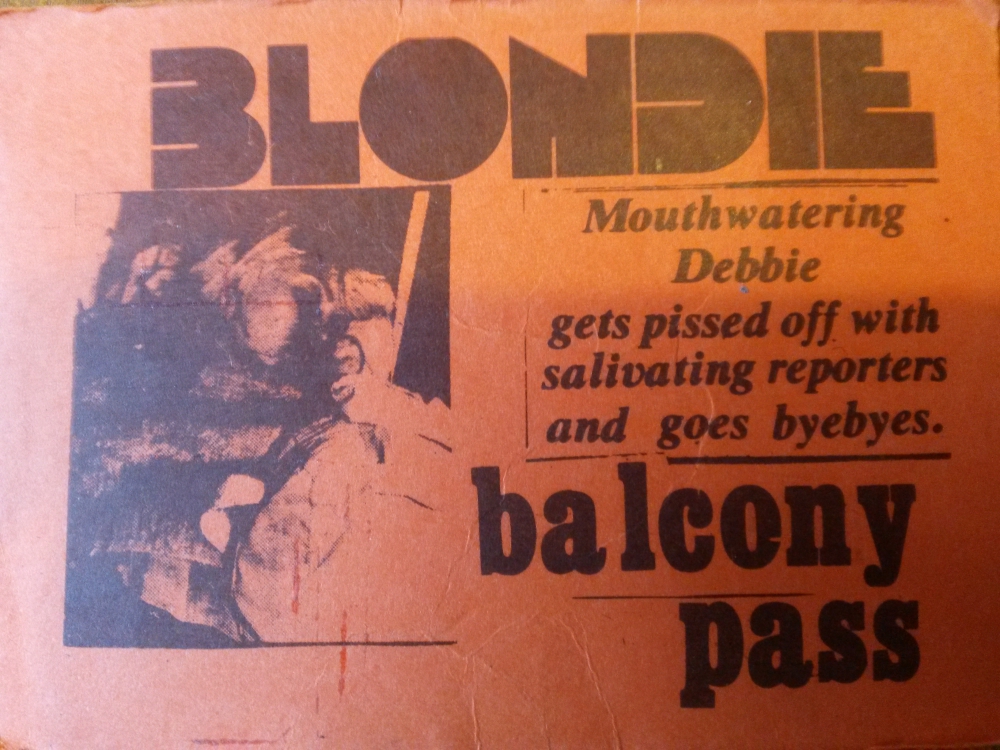 BLONDIE
Mouthwatering
Debbie
gets pissed off with
salivating reporters
and goes byebyes.
balcony
pass